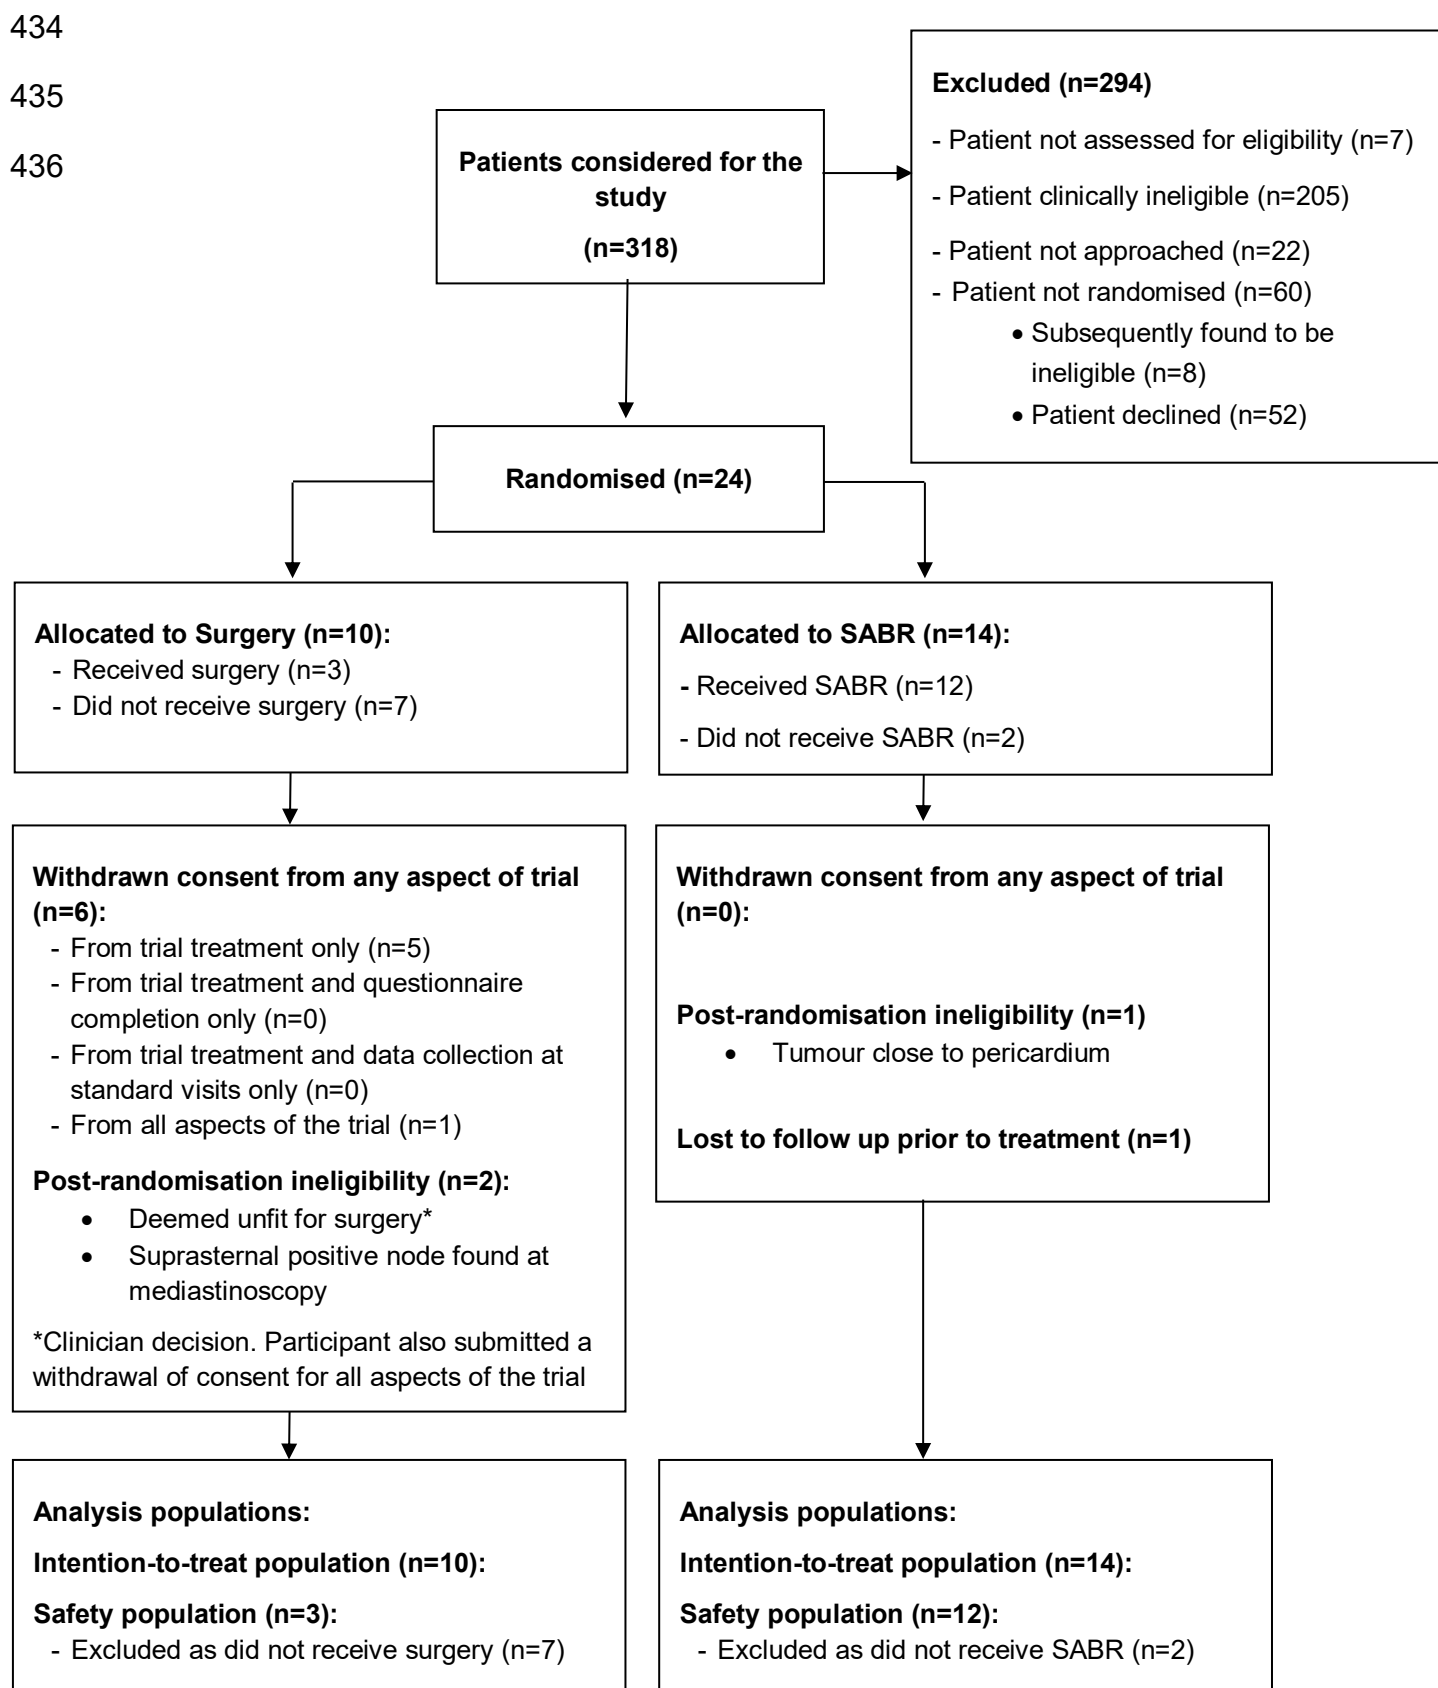 434
435
436
Patients considered for the
study
(n=318)
Excluded (n=294)
- Patient not assessed for eligibility (n=7)
- Patient clinically ineligible (n=205)
- Patient not approached (n=22)
- Patient not randomised (n=60)
• Subsequently found to be
ineligible (n=8)
• Patient declined (n=52)
Randomised (n=24)
Allocated to Surgery (n=10):
- Received surgery (n=3)
- Did not receive surgery (n=7)
Allocated to SABR (n=14):
- Received SABR (n=12)
- Did not receive SABR (n=2)
Withdrawn consent from any aspect of trial
(n=6):
- From trial treatment only (n=5)
- From trial treatment and questionnaire
completion only (n=0)
- From trial treatment and data collection at
standard visits only (n=0)
- From all aspects of the trial (n=1)
Post-randomisation ineligibility (n=2):
• Deemed unfit for surgery*
• Suprasternal positive node found at
mediastinoscopy
*Clinician decision. Participant also submitted a
withdrawal of consent for all aspects of the trial
Withdrawn consent from any aspect of trial
(n=0):
Post-randomisation ineligibility (n=1)
• Tumour close to pericardium
Lost to follow up prior to treatment (n=1)
Analysis populations:
Intention-to-treat population (n=10):
Safety population (n=3):
- Excluded as did not receive surgery (n=7)
Analysis populations:
Intention-to-treat population (n=14):
Safety population (n=12):
- Excluded as did not receive SABR (n=2)